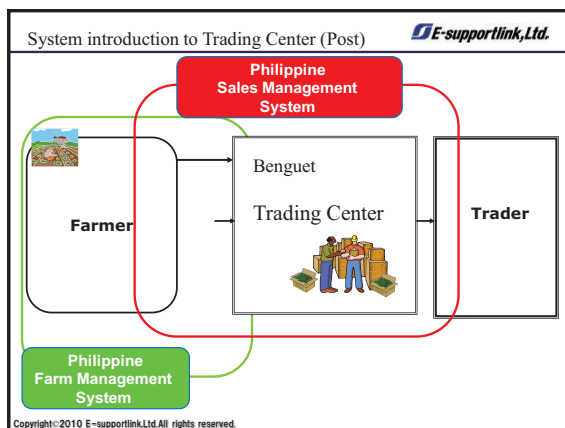 System introduction to Trading Center (Post)
E-supportlink,Ltd.
Philippine
Sales Management
System
Benguet
Trading Center
Farmer
Trader
Philippine
Farm Management
System
Copyright©2010 E-supportlink,Ltd.All rights reserved.